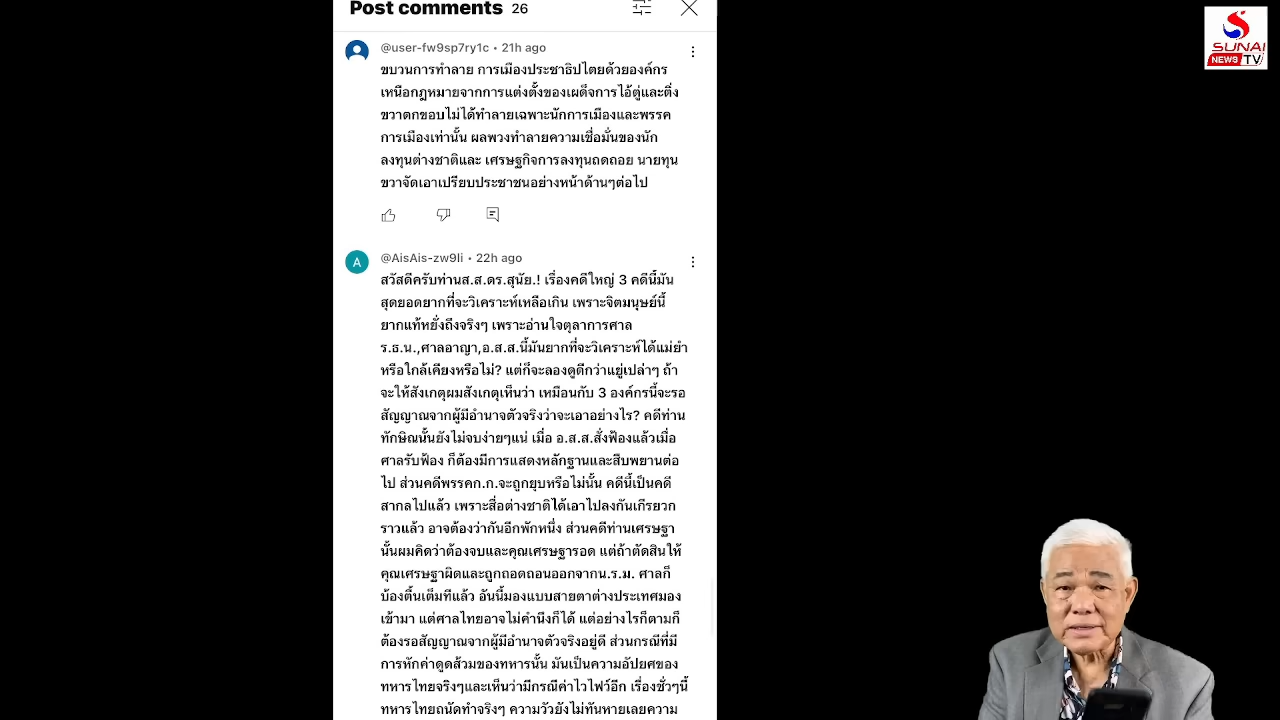 Post comments 26
SUNAI
NEWS TV
@user-fw9sp7ry1c • 21h ago
ขบวนการทำลาย การเมืองประชาธิปไตยด้วยองค์กร
เหนือกฎหมายจากการแต่งตั้งของเผด็จการไอ้ตู่และติ่ง
ขวาตกขอบไม่ได้ทำลายเฉพาะนักการเมืองและพรรค
การเมืองเท่านั้น ผลพวงทำลายความเชื่อมั่นของนัก
ลงทุนต่างชาติและ เศรษฐกิจการลงทุนถดถอย นายทุน
ขวาจัดเอาเปรียบประชาชนอย่างหน้าด้านๆต่อไป
A
@AisAis-zw9li • 22h ago
สวัสดีครับท่านส.ส.ดร.สุนัย.! เรื่องคดีใหญ่ 3 คดีนี้มัน
สุดยอดยากที่จะวิเคราะห์เหลือเกิน เพราะจิตมนุษย์นี้
ยากแท้หยั่งถึงจริงๆ เพราะอ่านใจตุลาการศาล
ร.ธ.น.,ศาลอาญา,อ.ส.ส.นี้มันยากที่จะวิเคราะห์ได้แม่ยำ
หรือใกล้เคียงหรือไม่? แต่ก็จะลองดูดีกว่าแยู่เปล่าๆ ถ้า
จะให้สังเกตุผมสังเกตุเห็นว่า เหมือนกับ 3 องค์กรนี้จะรอ
สัญญาณจากผู้มีอำนาจตัวจริงว่าจะเอาอย่างไร? คดีท่าน
ทักษิณนั้นยังไม่จบง่ายๆแน่ เมื่อ อ.ส.ส.สั่งฟ้องแล้วเมื่อ
ศาลรับฟ้อง ก็ต้องมีการแสดงหลักฐานและสืบพยานต่อ
ไป ส่วนคดีพรรคก.ก.จะถูกยุบหรือไม่นั้น คดีนี้เป็นคดี
สากลไปแล้ว เพราะสื่อต่างชาติได้เอาไปลงกันเกรียวก
ราวแล้ว อาจต้องว่ากันอีกพักหนึ่ง ส่วนคดีท่านเศรษฐา
นั้นผมคิดว่าต้องจบและคุณเศรษฐารอด แต่ถ้าตัดสินให้
คุณเศรษฐาผิดและถูกถอดถอนออกจากน.ร.ม. ศาลก็
บ้องตื้นเต็มทีแล้ว อันนี้มองแบบสายตาต่างประเทศมอง
เข้ามา แต่ศาลไทยอาจไม่คำนึงก็ได้ แต่อย่างไรก็ตามก็
ต้องรอสัญญาณจากผู้มีอำนาจตัวจริงอยู่ดี ส่วนกรณีที่มี
การหักค่าดูดส้วมของทหารนั้น มันเป็นความอัปยศของ
ทหารไทยจริงๆและเห็นว่ามีกรณีค่าไวไฟว์อีก เรื่องชั่วๆนี้
ทหารไทยถนัดทำจริงๆ ความวัวยังไม่ทันหายเลยความ